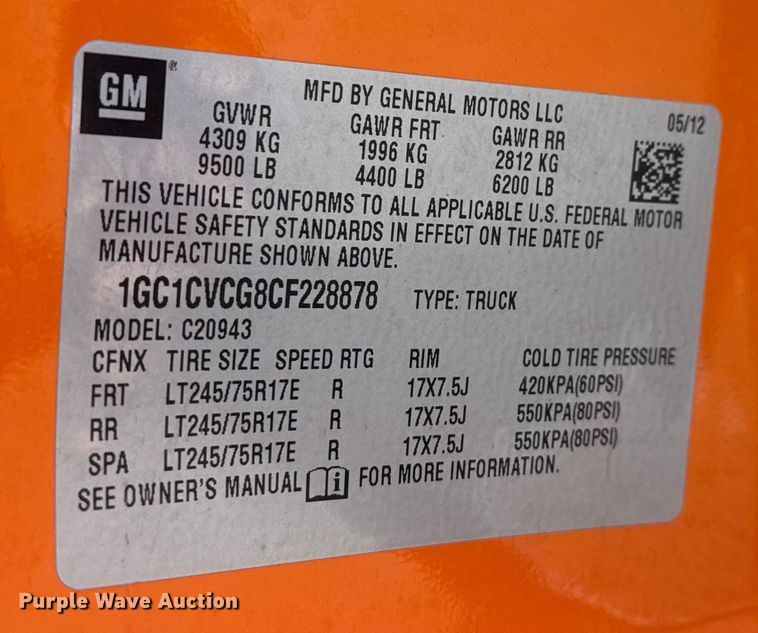 GM ®
MFD BY GENERAL MOTORS LLC 05/12
GVWR GAWR FRT GAWR RR
4309 KG 1996 KG 2812 KG
9500 LB 4400 LB 6200 LB
THIS VEHICLE CONFORMS TO ALL APPLICABLE U.S. FEDERAL MOTOR
VEHICLE SAFETY STANDARDS IN EFFECT ON THE DATE OF
MANUFACTURE SHOWN ABOVE.
1GC1CVCG8CF228878 TYPE: TRUCK
MODEL: C20943
CFNX TIRE SIZE SPEED RTG RIM COLD TIRE PRESSURE
FRT LT245/75R17E R 17X7.5J 420KPA(60PSI)
RR LT245/75R17E R 17X7.5J 550KPA(80PSI)
SPA LT245/75R17E R 17X7.5J 550KPA(80PSI)
SEE OWNER'S MANUAL i FOR MORE INFORMATION.
Purple Wave Auction